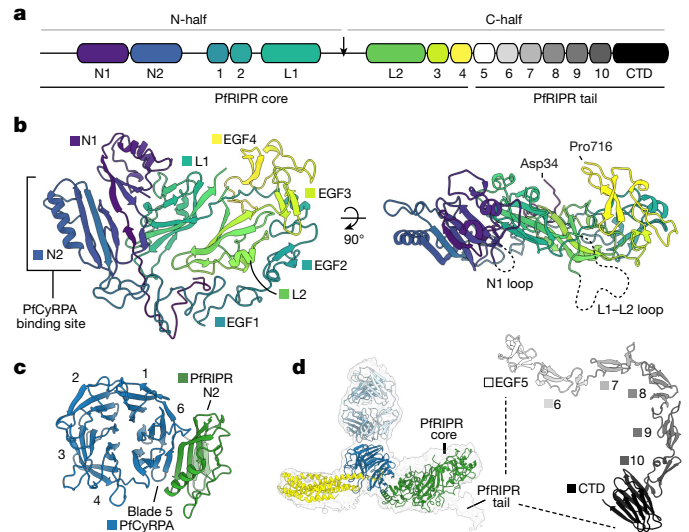 a
N-half
C-half
N1 N2 1 2 L1 L2 3 4 5 6 7 8 9 10 CTD
PfRIPR core
PfRIPR tail
b
N1
EGF4
L1
EGF3
N2
EGF2
L2
EGF1
PfCyRPA
binding site
90°
Asp34
Pro716
N1 loop
L1–L2 loop
c
2
1
PfRIPR
N2
6
3
4
Blade 5
PfCyRPA
d
PfRIPR
core
PfRIPR
tail
EGF5
6
7
8
9
10
CTD